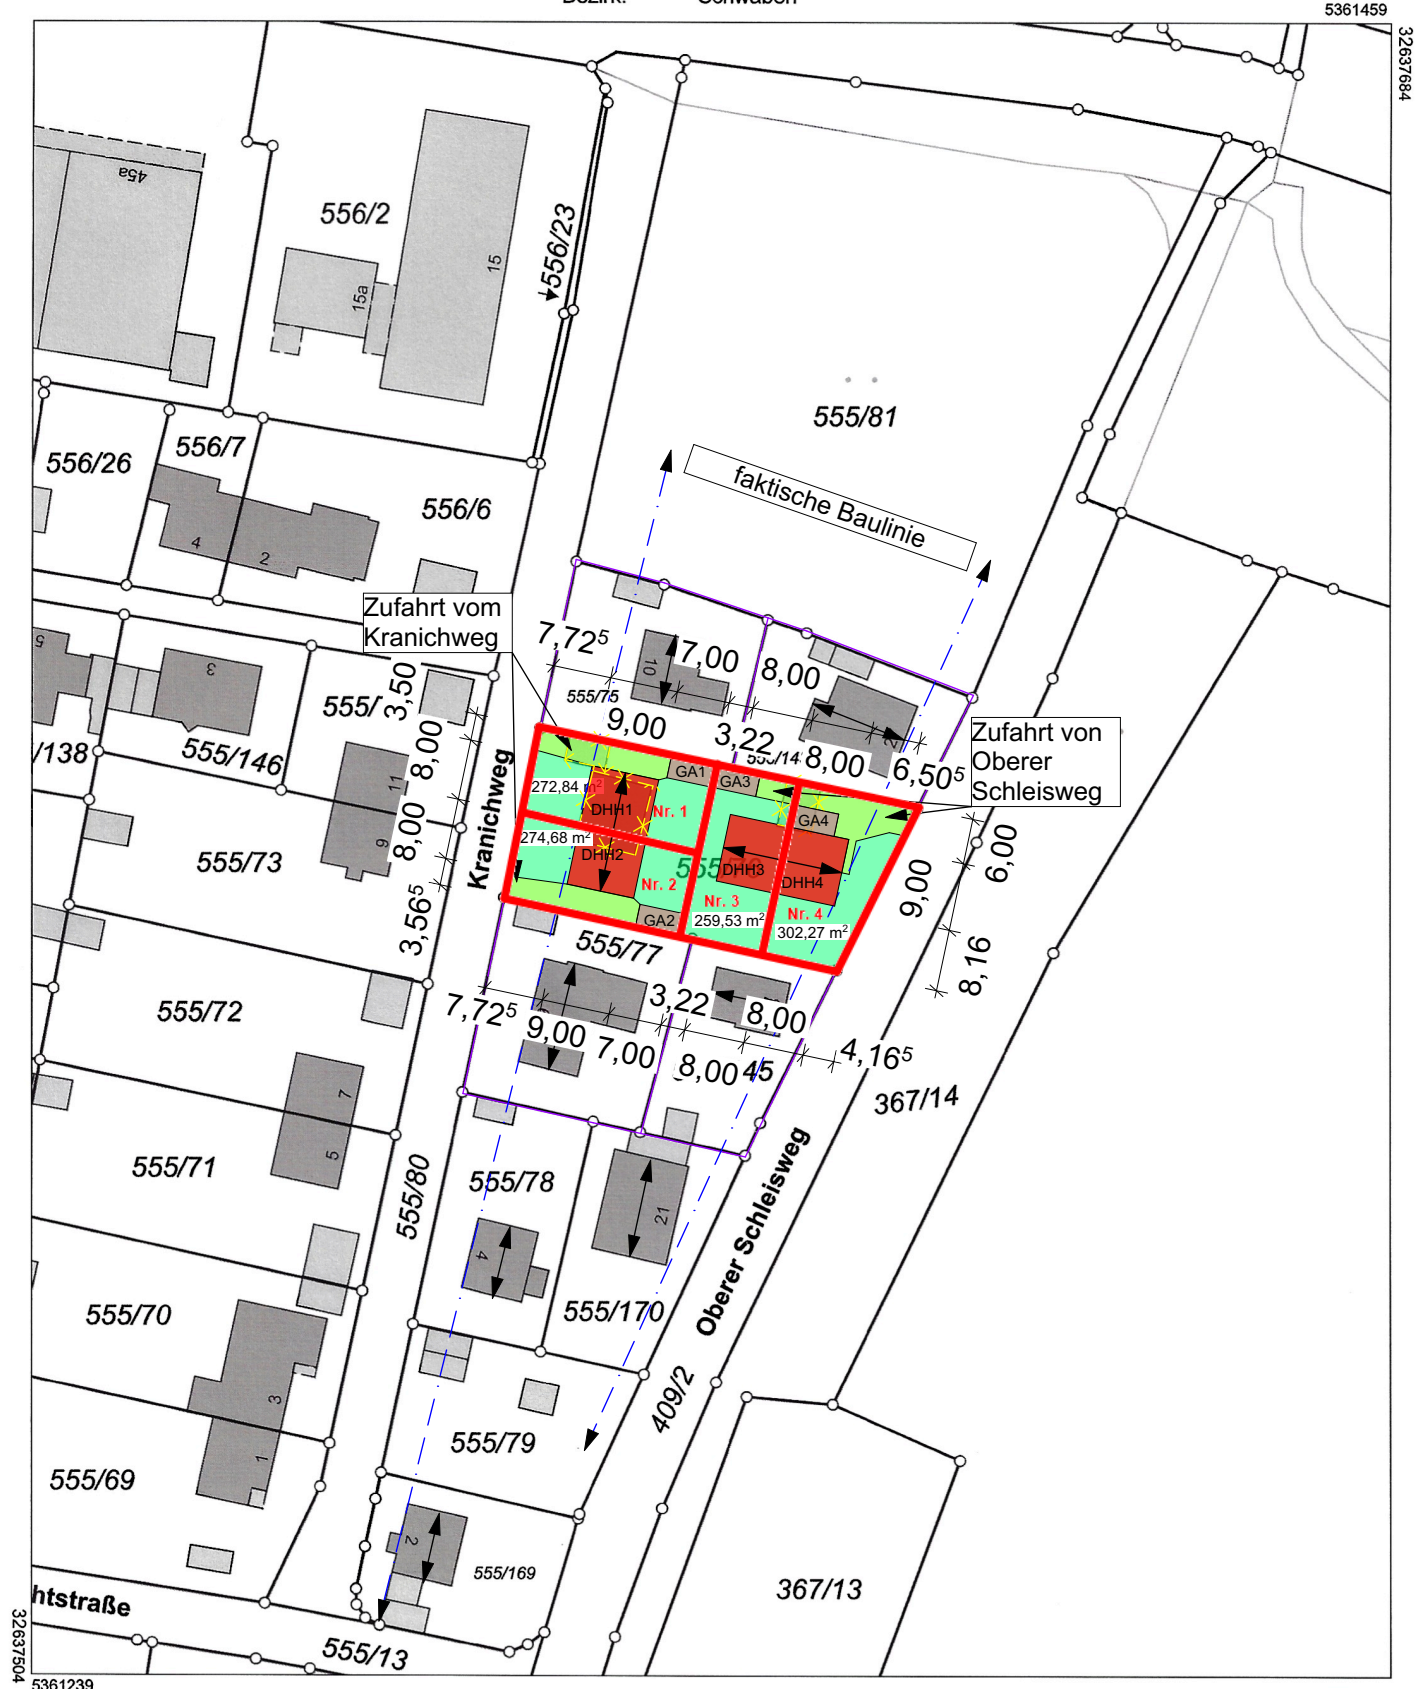 Bezirk: Schwaben
5361459
32637684
45a
556/2
15
15a
556/23
555/81
556/7
556/26
556/6
4
2
faktische Baulinie
Zufahrt vom
Kranichweg
7,72⁵
10
7,00
8,00
5
3
3,50
555/75
9,00
3,22
8,00
6,50⁵
Zufahrt von
Oberer
Schleisweg
/138
555/146
11
8,00
GA1
GA3
GA4
272,84 m²
DHH1
Nr. 1
6,00
8,00
9
274,68 m²
DHH2
DHH3
DHH4
9,00
555/73
Kranichweg
Nr. 2
Nr. 3
Nr. 4
3,56⁵
GA2
259,53 m²
302,27 m²
555/77
8,16
555/72
7,72⁵
9,00
7,00
3,22
8,00
8,00
45
4,16⁵
367/14
7
5
555/71
555/80
555/78
21
Oberer Schleisweg
4
555/70
555/170
3
1
409/2
555/79
555/69
2
555/169
367/13
htstraße
555/13
32637504
5361239